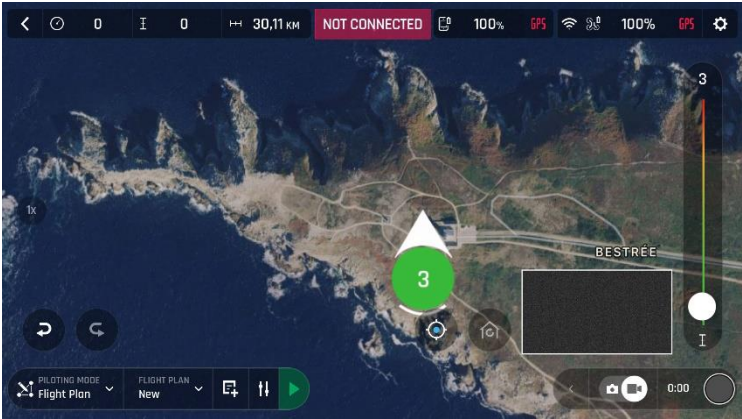 0
0
30,11 км
NOT CONNECTED
100%
GPS
100%
GPS
3
1x
BESTRÉE
3
PILOTING MODE
Flight Plan
FLIGHT PLAN
New
0:00